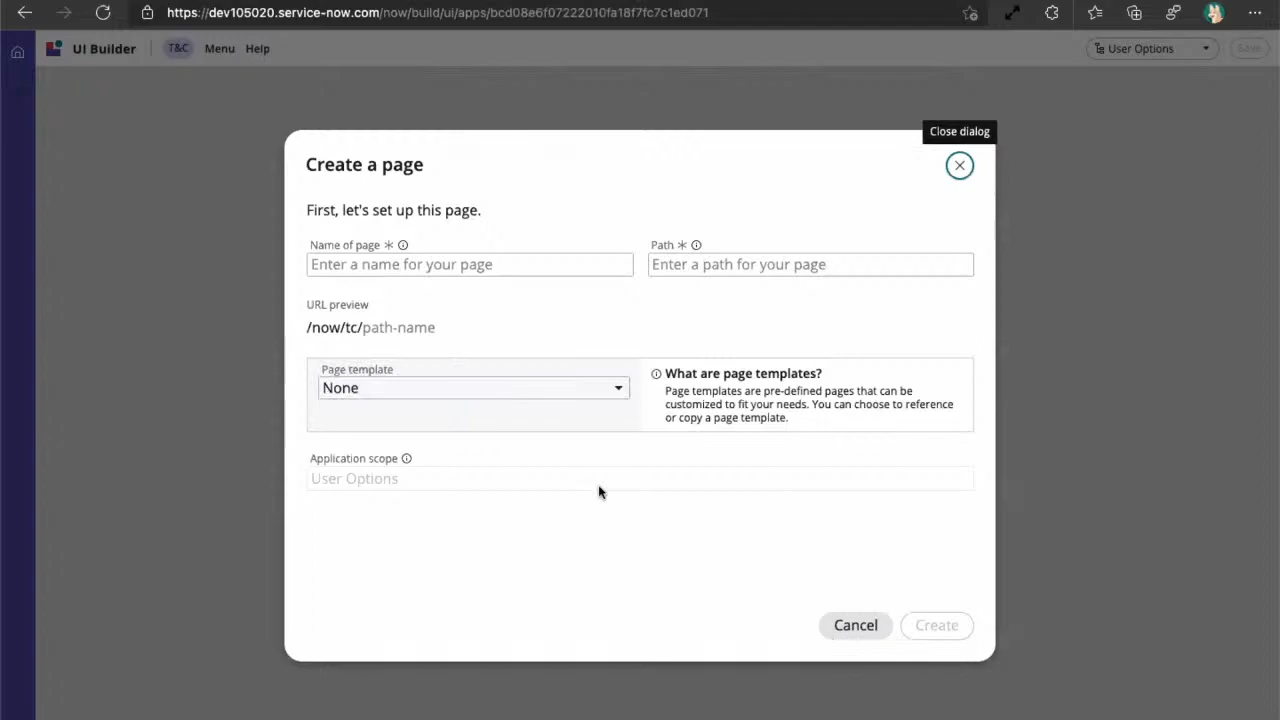 https://dev105020.service-now.com/now/build/ui/apps/bcd08e6f07222010fa18f7fc7c1ed071
UI Builder
T&C
Menu
Help
User Options
Save
Close dialog
Create a page
First, let's set up this page.
Name of page *
Path *
Enter a name for your page
Enter a path for your page
URL preview
/now/tc/path-name
Page template
None
What are page templates?
Page templates are pre-defined pages that can be
customized to fit your needs. You can choose to reference
or copy a page template.
Application scope
User Options
Cancel
Create